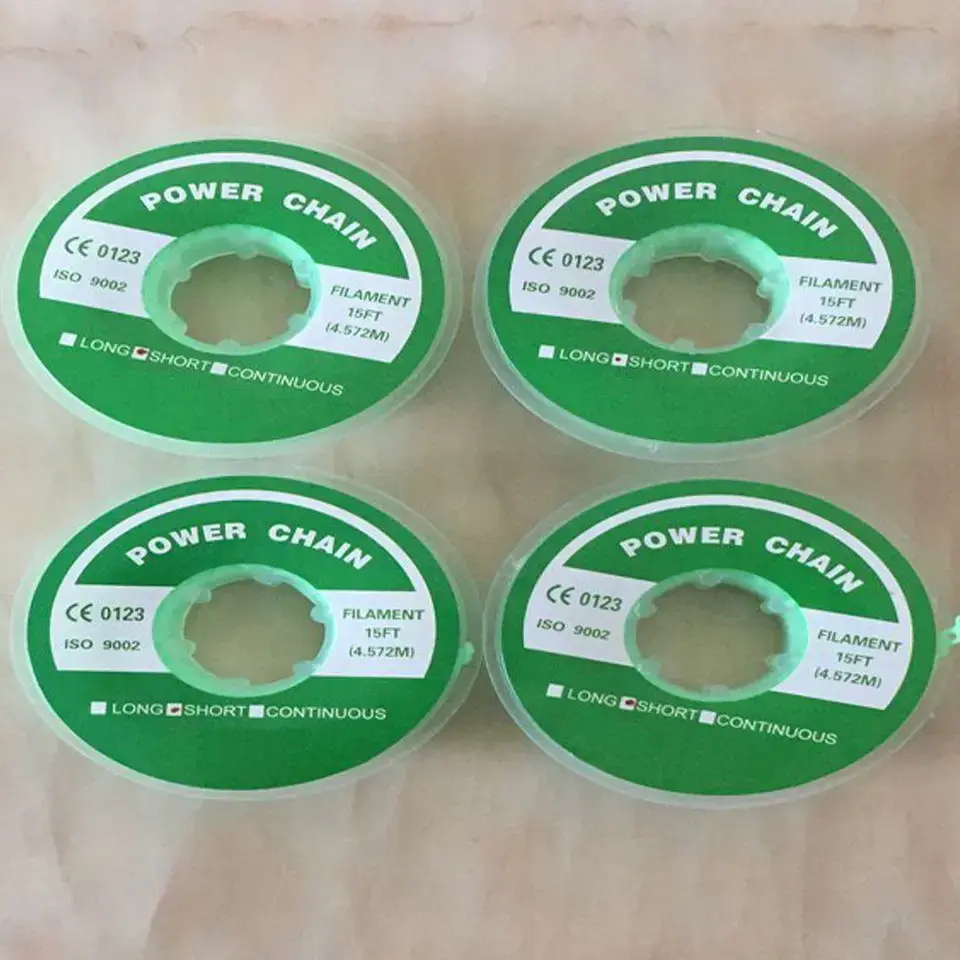 POWER CHAIN
CE 0123
ISO 9002
FILAMENT
15FT
(4.572M)
LONG SHORT CONTINUOUS
POWER CHAIN
CE 0123
ISO 9002
FILAMENT
15FT
(4.572M)
LONG SHORT CONTINUOUS
POWER CHAIN
CE 0123
ISO 9002
FILAMENT
15FT
(4.572M)
LONG SHORT CONTINUOUS
POWER CHAIN
CE 0123
ISO 9002
FILAMENT
15FT
(4.572M)
LONG SHORT CONTINUOUS